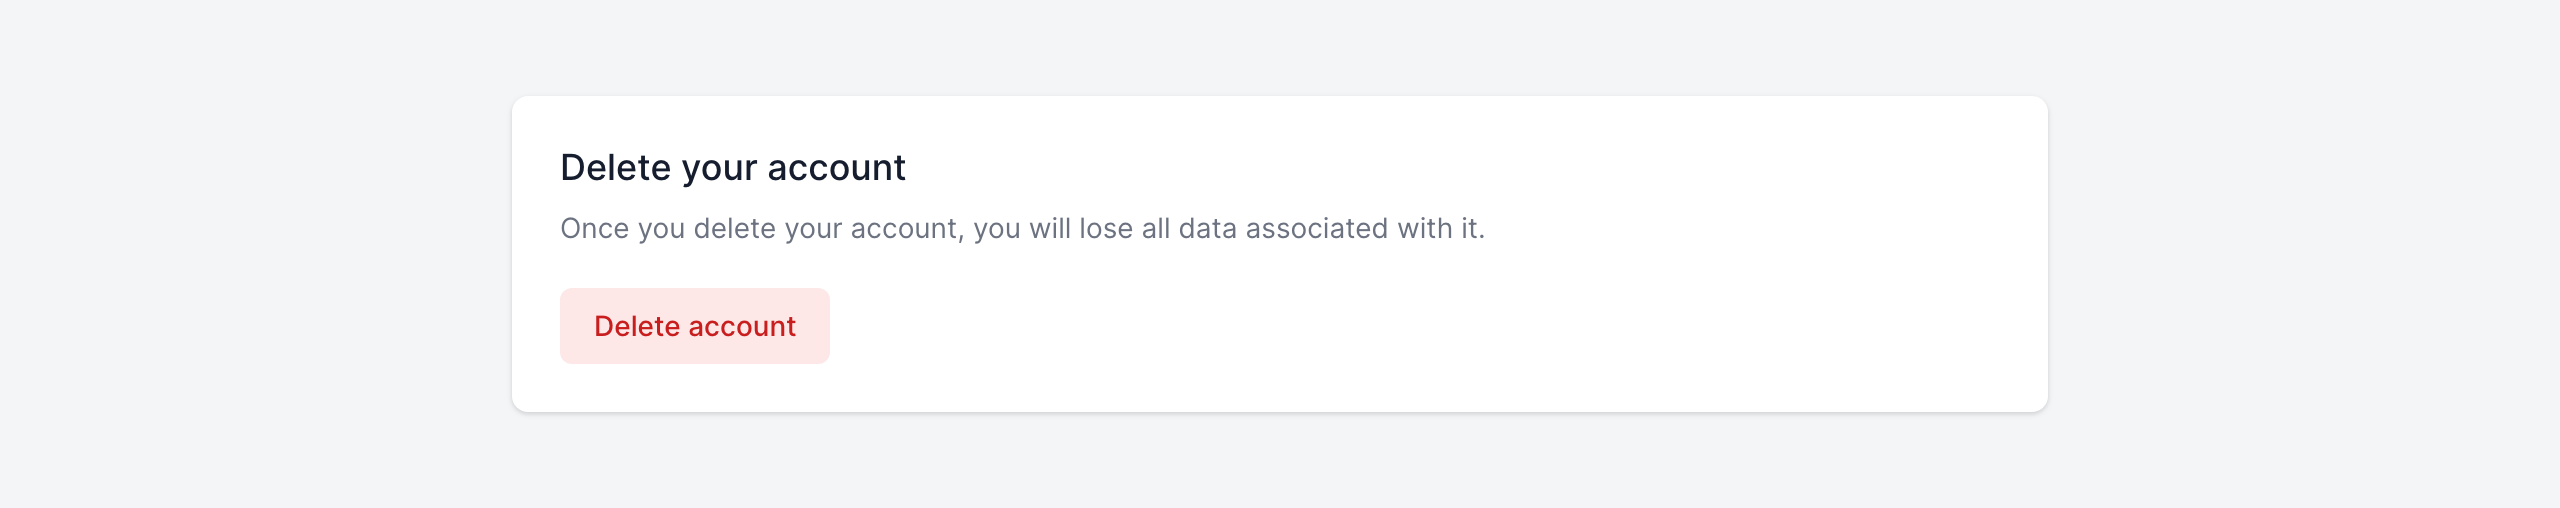 Delete your account
Once you delete your account, you will lose all data associated with it.
Delete account